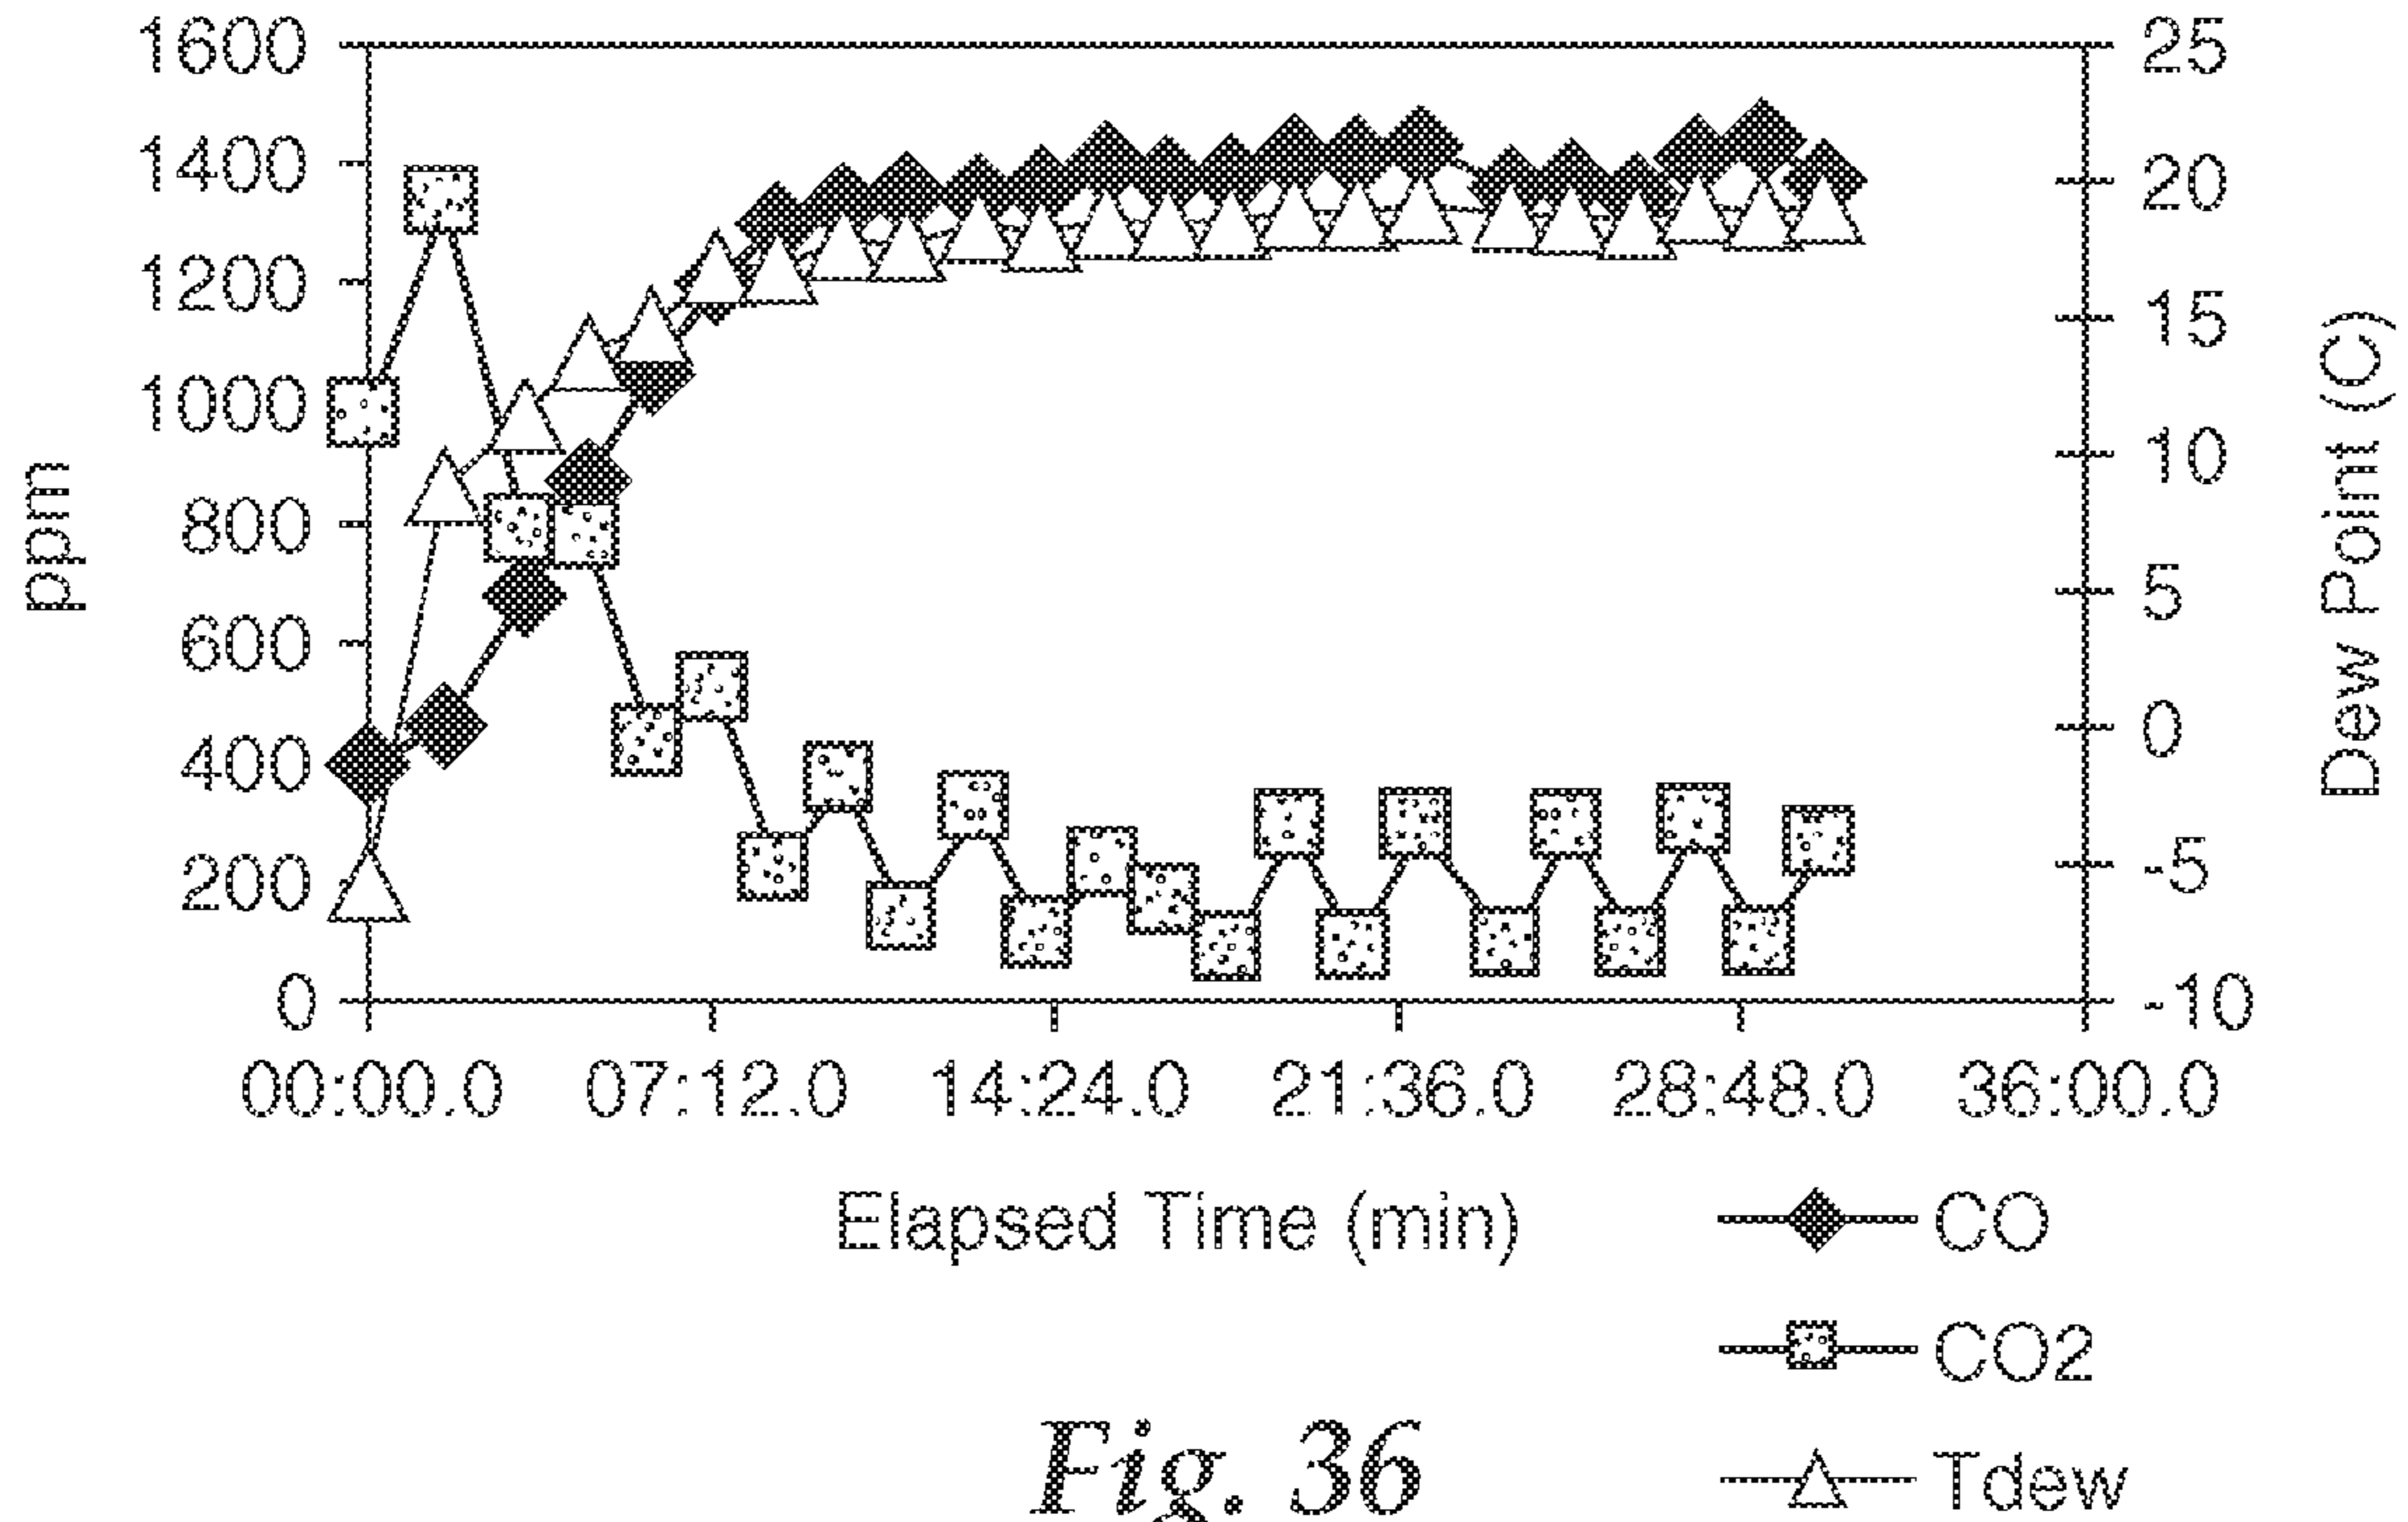 1600
1400
1200
1000
800
600
400
200
0
ppm
25
20
15
10
5
0
-5
-10
Dew Point (C)
00:00.0 07:12.0 14:24.0 21:36.0 28:48.0 36:00.0
Elapsed Time (min)
CO
CO2
Tdew
Fig. 36